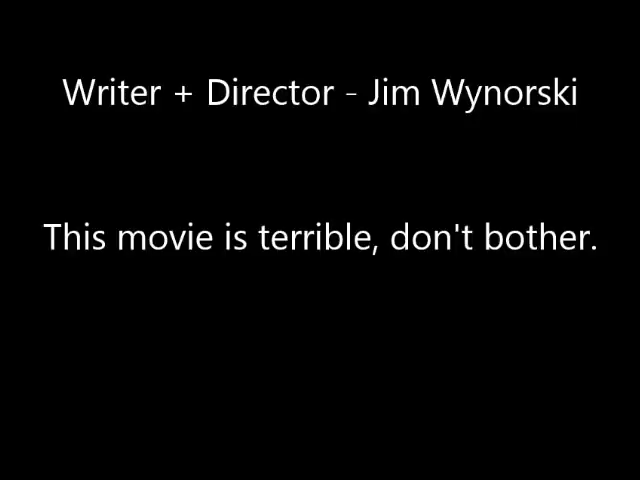 Writer + Director - Jim Wynorski
This movie is terrible, don't bother.